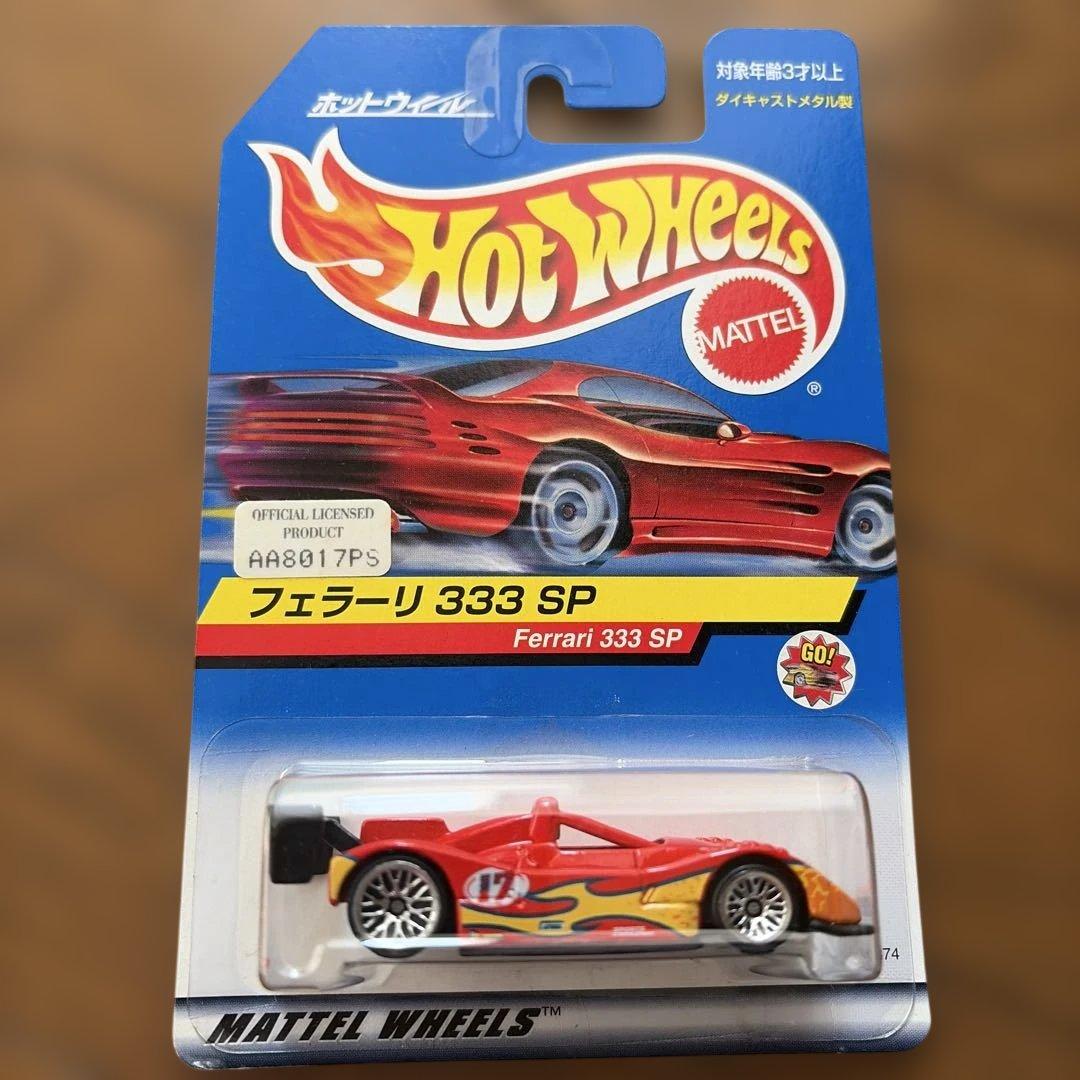 ホットウィール
対象年齢3才以上
ダイキャストメタル製
HOT WHEELS
MATTEL
®
OFFICIAL LICENSED
PRODUCT
AA8017PS
フェラーリ 333 SP
Ferrari 333 SP
GO!
17
74
MATTEL WHEELS™